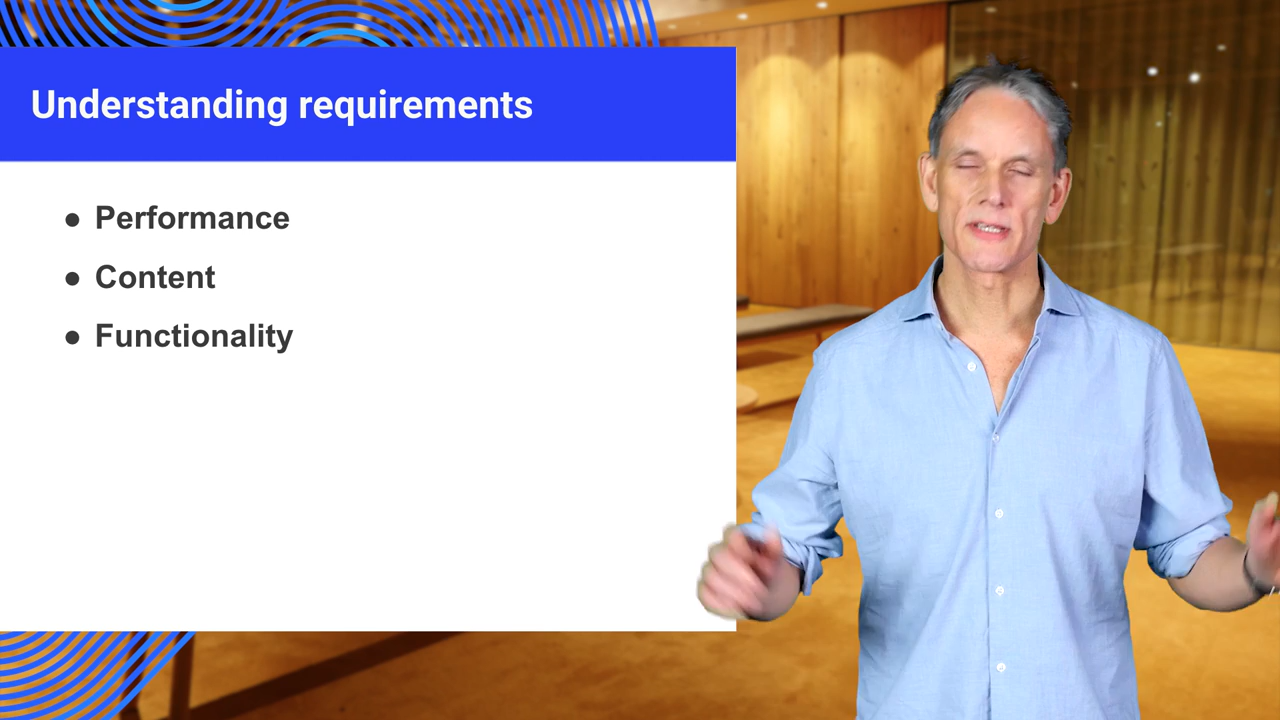 Understanding requirements
● Performance
● Content
● Functionality